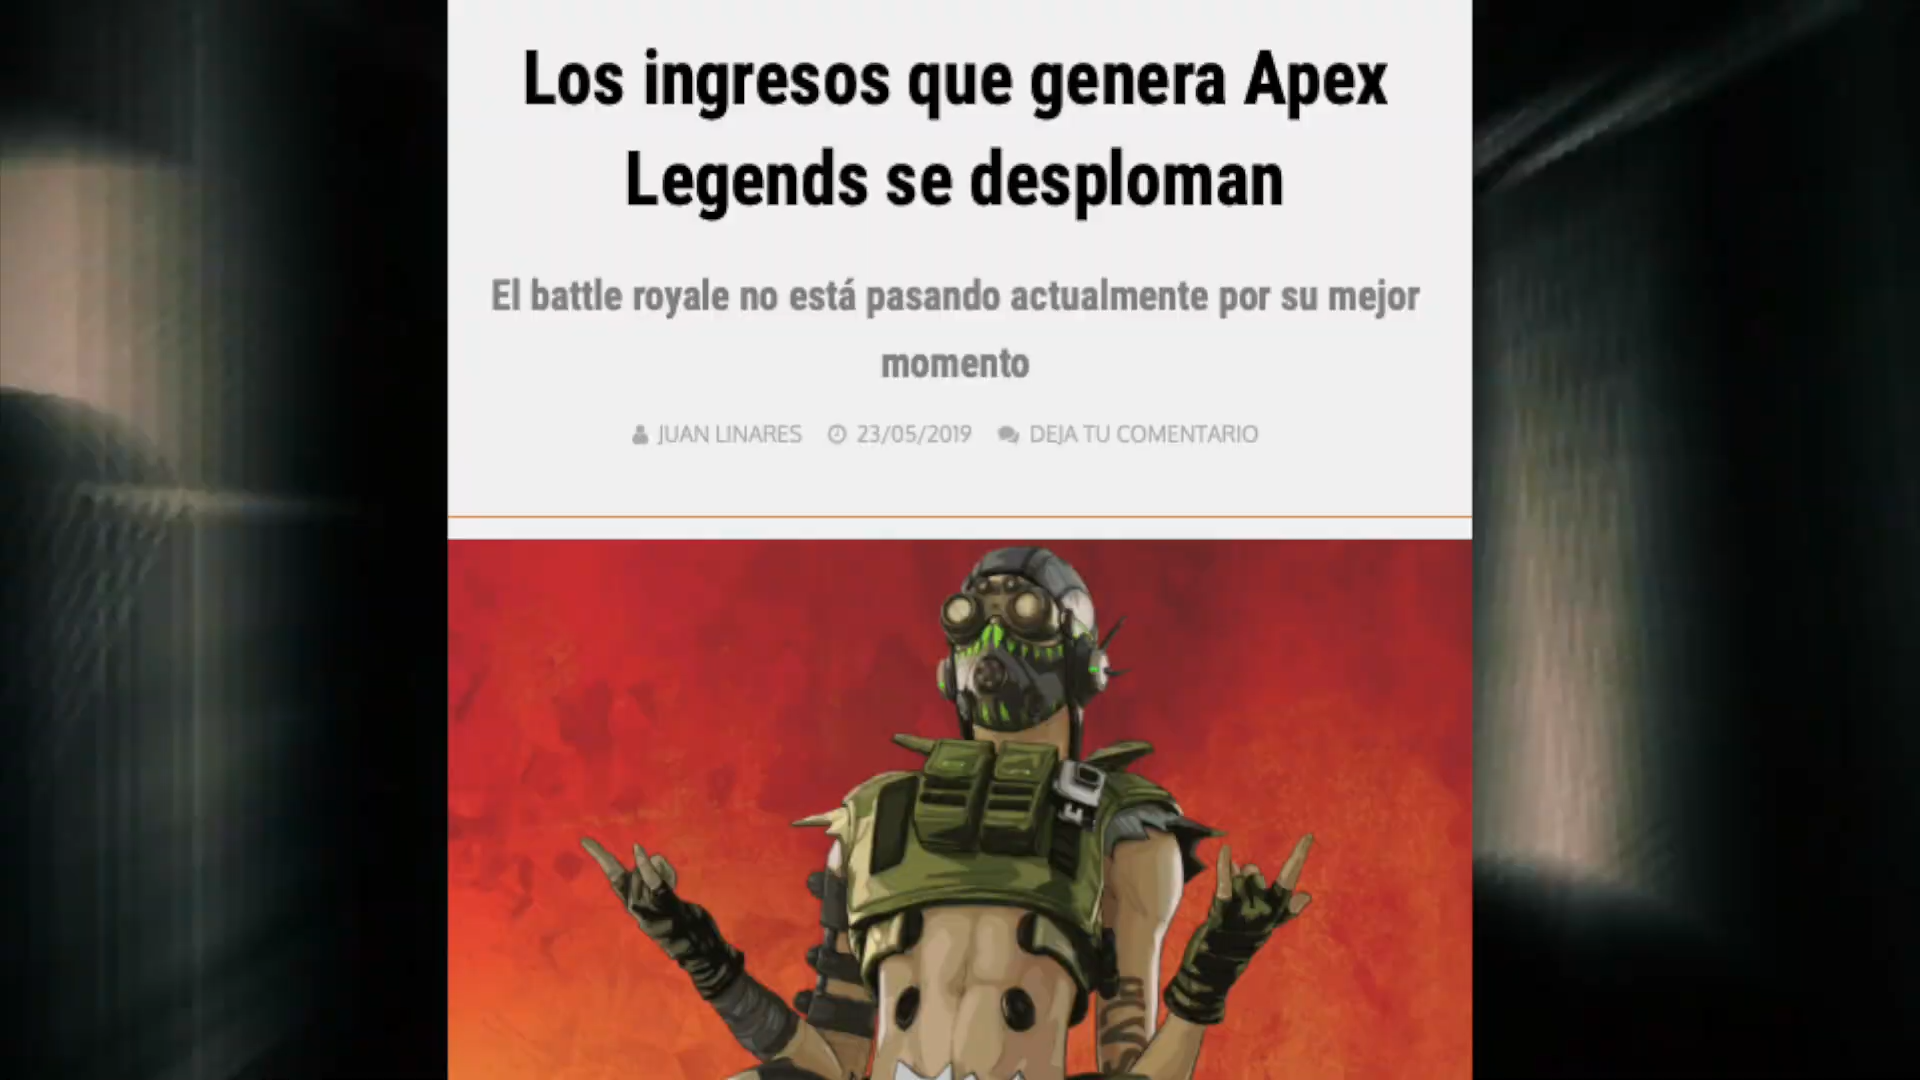 Los ingresos que genera Apex
Legends se desploman
El battle royale no está pasando actualmente por su mejor
momento
JUAN LINARES 23/05/2019 DEJA TU COMENTARIO